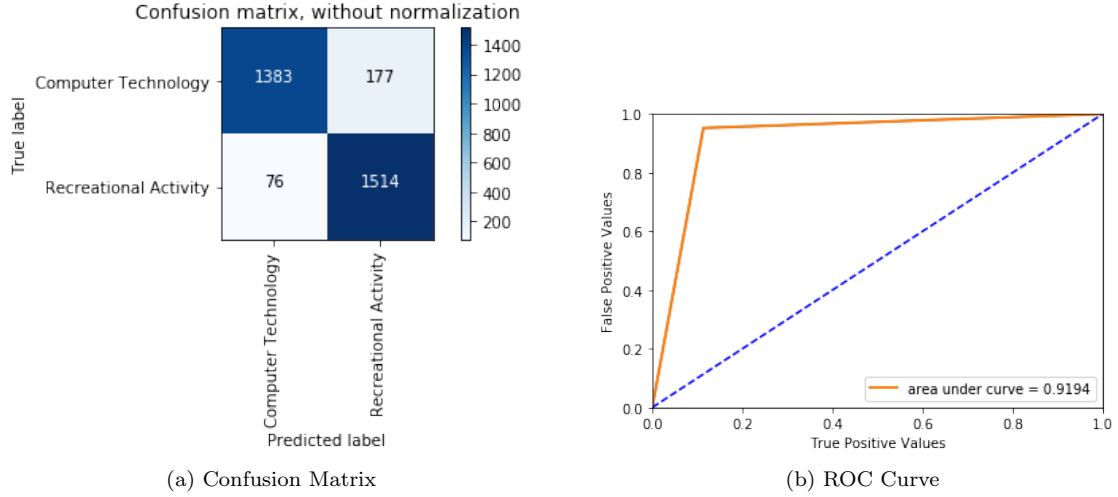 Confusion matrix, without normalization
True label
Computer Technology
Recreational Activity
1383
177
76
1514
1400
1200
1000
800
600
400
200
Computer Technology
Recreational Activity
Predicted label
(a) Confusion Matrix
False Positive Values
1.0
0.8
0.6
0.4
0.2
0.0
area under curve = 0.9194
0.0
0.2
0.4
0.6
0.8
1.0
True Positive Values
(b) ROC Curve